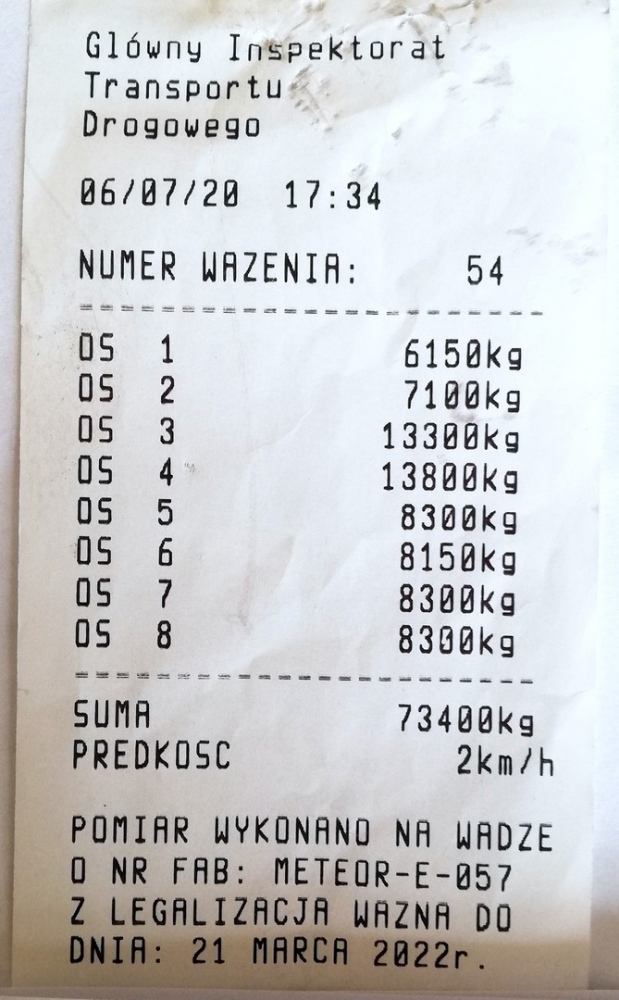 Glówny Inspektorat
Transportu
Drogowego
06/07/20 17:34
NUMER WAZENIA: 54
--------------------------
OS 1 6150kg
OS 2 7100kg
OS 3 13300kg
OS 4 13800kg
OS 5 8300kg
OS 6 8150kg
OS 7 8300kg
OS 8 8300kg
--------------------------
SUMA 73400kg
PREDKOSC 2km/h
POMIAR WYKONANO NA WADZE
O NR FAB: METEOR-E-057
Z LEGALIZACJA WAZNA DO
DNIA: 21 MARCA 2022r.